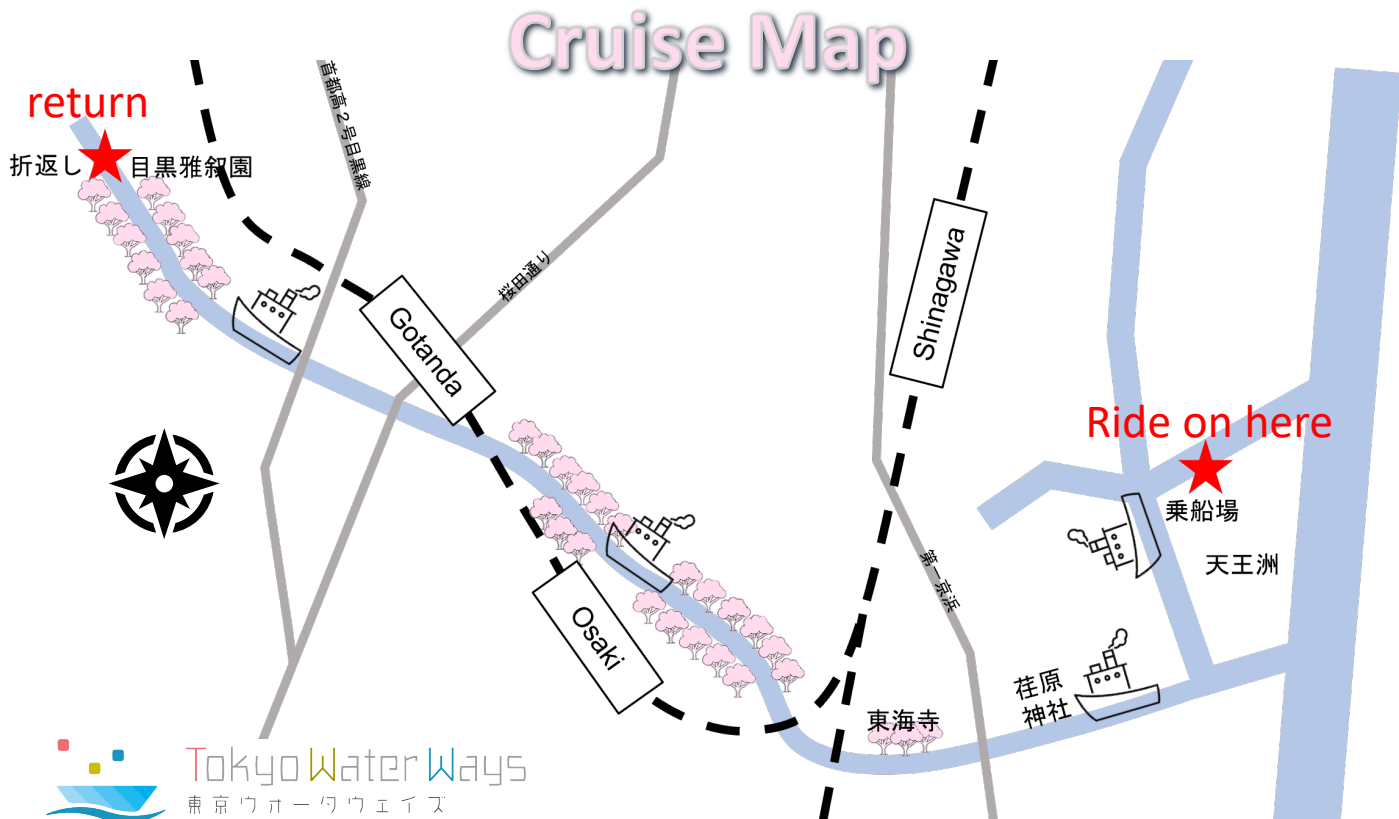 Cruise Map
return
折返し
目黒雅叙園
首都高2号目黒線
桜田通り
Gotanda
Shinagawa
Ride on here
乗船場
天王洲
第一京浜
Osaki
荏原
神社
東海寺
Tokyo Water Ways
東京ウォータウェイズ